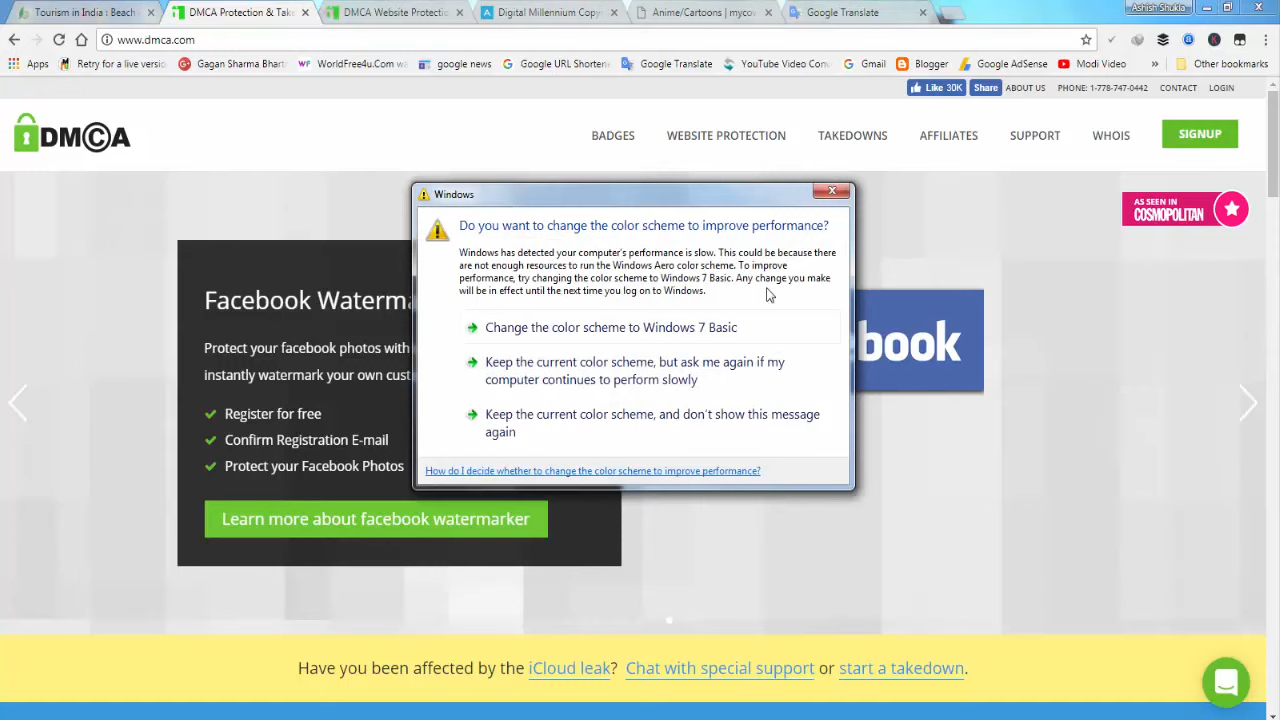 Tourism in India : Beach
DMCA Protection & Take
DMCA Website Protectio
Digital Millennium Copy
Anime/Cartoons | mycos
Google Translate
Ashish Shukla
www.dmca.com
Apps
Retry for a live versio
Gagan Sharma Bharti
WorldFree4u.Com wa
google news
Google URL Shortene
Google Translate
YouTube Video Con
Gmail
Blogger
Google AdSense
Modi Video
»
Other bookmarks
Like 30K
Share
ABOUT US
PHONE: 1-778-747-0442
CONTACT
LOGIN
DMCA
BADGES
WEBSITE PROTECTION
TAKEDOWNS
AFFILIATES
SUPPORT
WHOIS
SIGNUP
AS SEEN IN
COSMOPOLITAN
Windows
Do you want to change the color scheme to improve performance?
Windows has detected your computer's performance is slow. This could be because there
are not enough resources to run the Windows Aero color scheme. To improve
performance, try changing the color scheme to Windows 7 Basic. Any change you make
will be in effect until the next time you log on to Windows.
Change the color scheme to Windows 7 Basic
Keep the current color scheme, but ask me again if my
computer continues to perform slowly
Keep the current color scheme, and don't show this message
again
How do I decide whether to change the color scheme to improve performance?
Facebook Waterma
Protect your facebook photos with
instantly watermark your own cust
Register for free
Confirm Registration E-mail
Protect your Facebook Photos
Learn more about facebook watermarker
book
Have you been affected by the iCloud leak? Chat with special support or start a takedown.